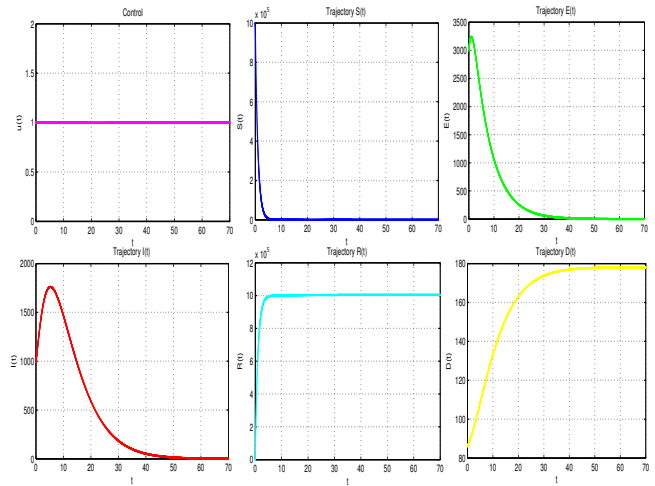 Control
2
1.5
1
0.5
0
0 10 20 30 40 50 60 70
u(t)
t
Trajectory S(t)
x 10^5
10
9
8
7
6
5
4
3
2
1
0
0 10 20 30 40 50 60 70
S(t)
t
Trajectory E(t)
3500
3000
2500
2000
1500
1000
500
0
0 10 20 30 40 50 60 70
E(t)
t
Trajectory I(t)
2000
1500
1000
500
0
0 10 20 30 40 50 60 70
I(t)
t
Trajectory R(t)
x 10^5
12
10
8
6
4
2
0
0 10 20 30 40 50 60 70
R(t)
t
Trajectory D(t)
180
160
140
120
100
80
0 10 20 30 40 50 60 70
D(t)
t